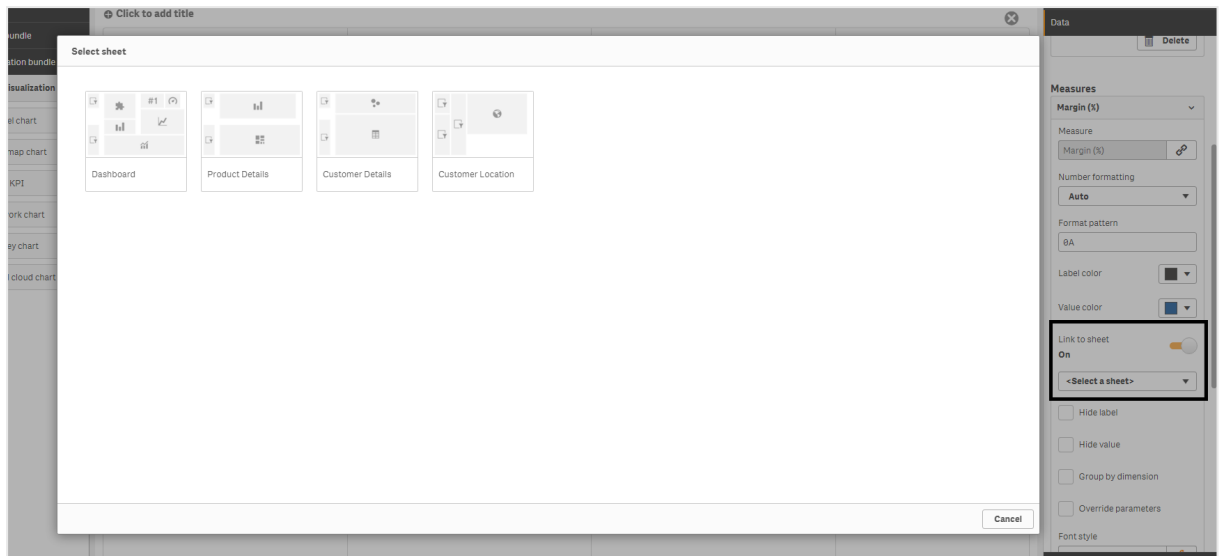 Click to add title
Data
undle
ation bundle
isualization
el chart
map chart
KPI
ork chart
ey chart
l cloud chart
Select sheet
#1
Dashboard
Product Details
Customer Details
Customer Location
Cancel
Delete
Measures
Margin (%)
Measure
Margin (%)
Number formatting
Auto
Format pattern
0A
Label color
Value color
Link to sheet
On
<Select a sheet>
Hide label
Hide value
Group by dimension
Override parameters
Font style